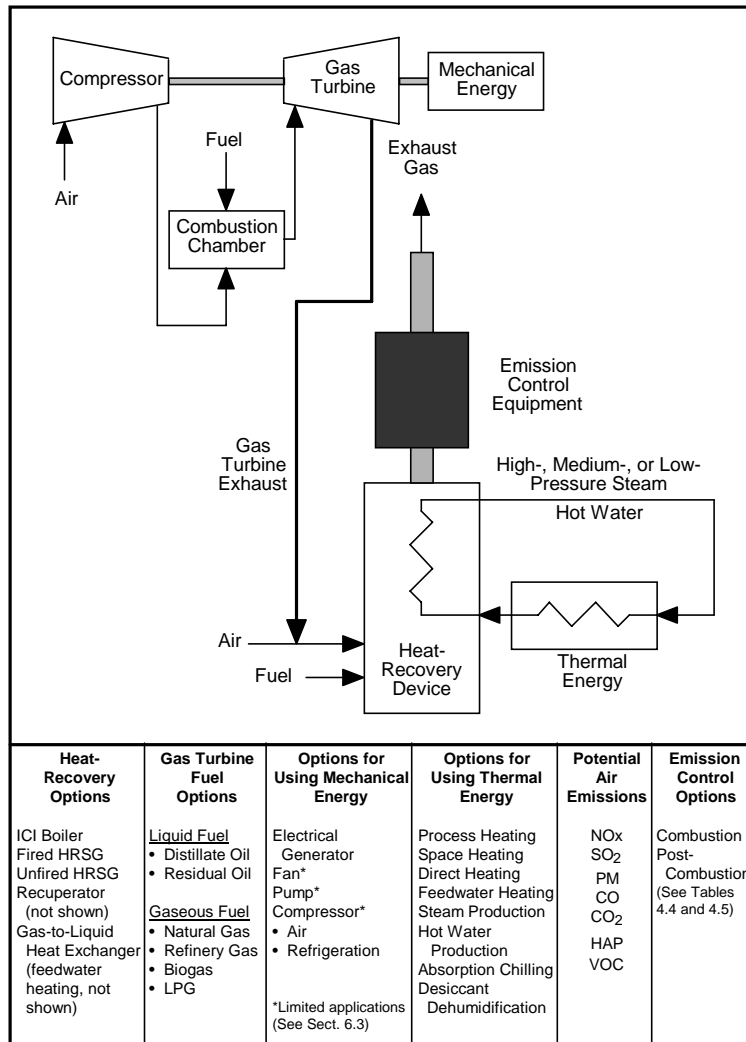 Compressor
Gas
Turbine
Mechanical
Energy
Air
Fuel
Combustion
Chamber
Exhaust
Gas
Emission
Control
Equipment
Gas
Turbine
Exhaust
High-, Medium-, or Low-
Pressure Steam
Hot Water
Air
Fuel
Heat-
Recovery
Device
Thermal
Energy
Heat-
Recovery
Options
ICI Boiler
Fired HRSG
Unfired HRSG
Recuperator
(not shown)
Gas-to-Liquid
Heat Exchanger
(feedwater
heating, not
shown)
Gas Turbine
Fuel
Options
Liquid Fuel
• Distillate Oil
• Residual Oil
Gaseous Fuel
• Natural Gas
• Refinery Gas
• Biogas
• LPG
Options for
Using Mechanical
Energy
Electrical
Generator
Fan*
Pump*
Compressor*
• Air
• Refrigeration
*Limited applications
(See Sect. 6.3)
Options for
Using Thermal
Energy
Process Heating
Space Heating
Direct Heating
Feedwater Heating
Steam Production
Hot Water
Production
Absorption Chilling
Desiccant
Dehumidification
Potential
Air
Emissions
NOx
SO2
PM
CO
CO2
HAP
VOC
Emission
Control
Options
Combustion
Post-
Combustion
(See Tables
4.4 and 4.5)